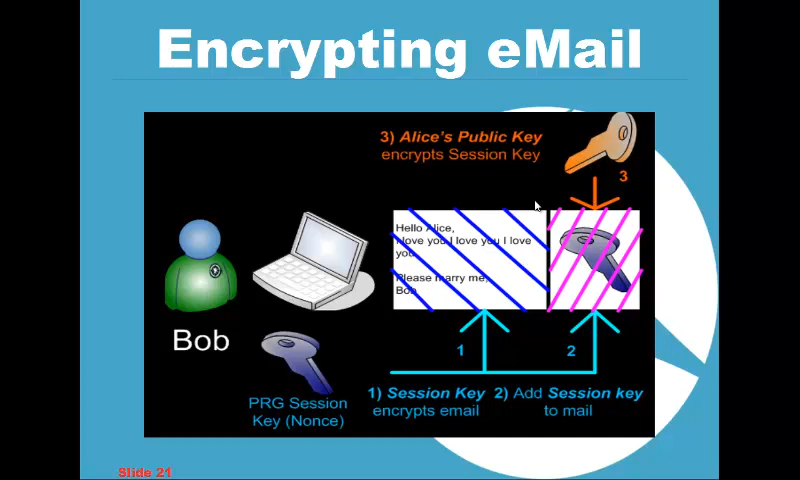 Encrypting eMail
3) Alice's Public Key
encrypts Session Key
3
Hello Alice,
I love you I love you I love
you.
Please marry me,
Bob
Bob
1
2
PRG Session
Key (Nonce)
1) Session Key
encrypts email
2) Add Session key
to mail
Slide 21